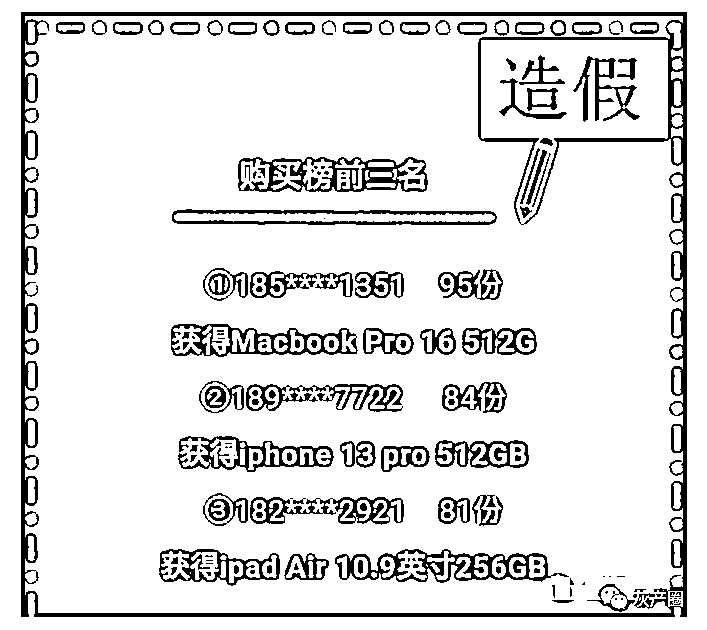 造假
购买榜前三名
①185****1351 95份
获得Macbook Pro 16 512G
②189****7722 84份
获得iphone 13 pro 512GB
③182****2921 81份
获得ipad Air 10.9英寸256GB
灰产圈